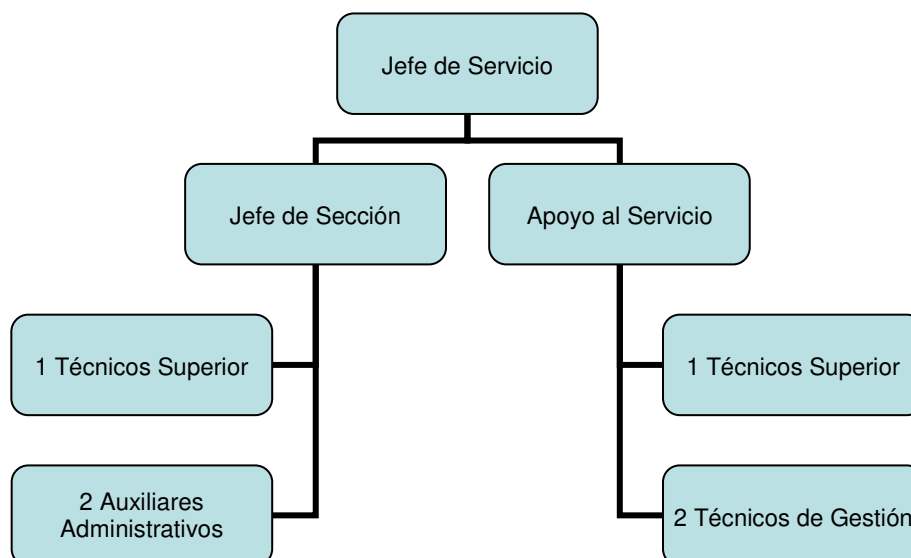 Jefe de Servicio
Jefe de Sección
Apoyo al Servicio
1 Técnicos Superior
1 Técnicos Superior
2 Auxiliares
Administrativos
2 Técnicos de Gestión